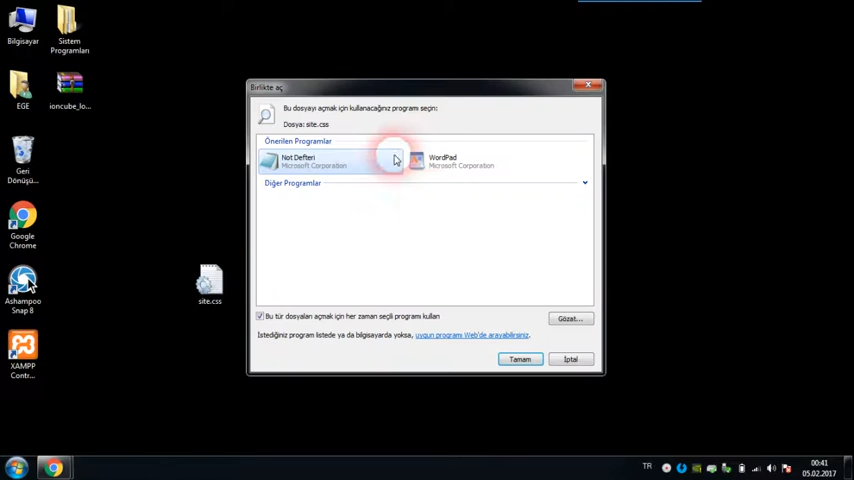 Bilgisayar
Sistem
Programları
EGE
ioncube_lo...
Geri
Dönüşü...
Google
Chrome
Ashampoo
Snap 8
XAMPP
Contr...
site.css
Birlikte aç
Bu dosyayı açmak için kullanacağınız programı seçin:
Dosya: site.css
Önerilen Programlar
Not Defteri
Microsoft Corporation
WordPad
Microsoft Corporation
Diğer Programlar
Bu tür dosyaları açmak için her zaman seçili programı kullan
Gözat...
İstediğiniz program listede ya da bilgisayarda yoksa, uygun programı Web'de arayabilirsiniz.
Tamam
İptal
TR
00:41
05.02.2017